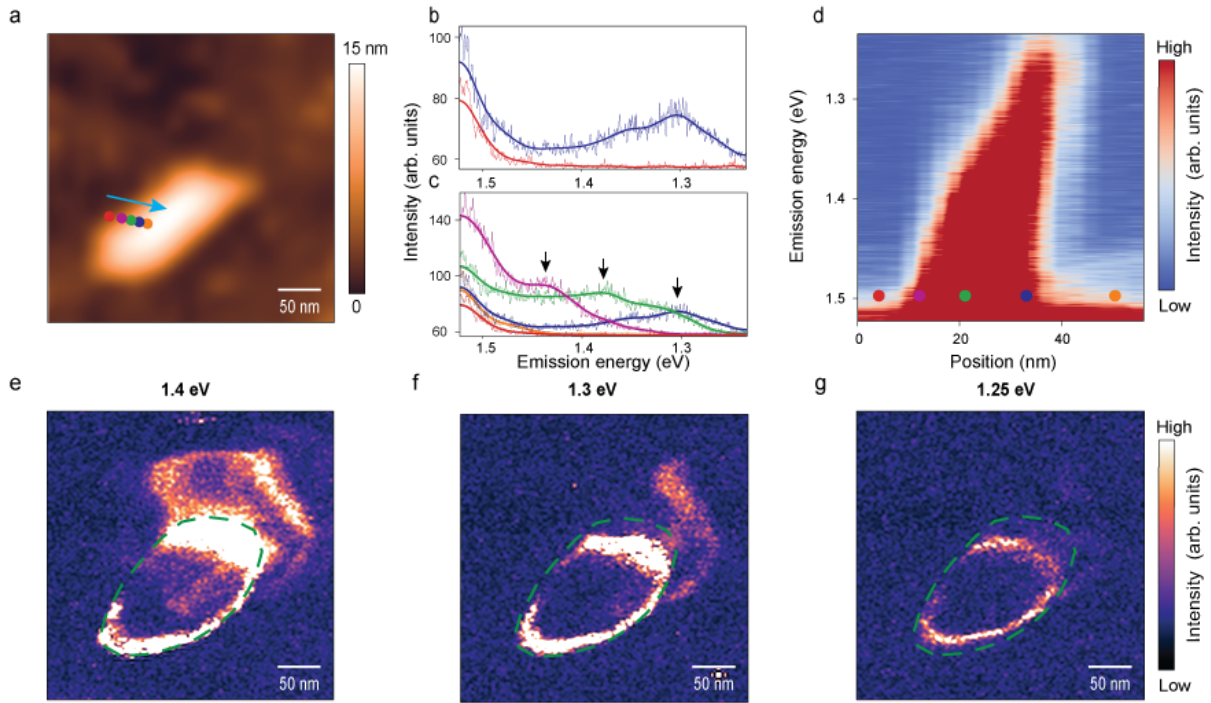 a
15 nm
0
50 nm
b
100
80
60
1.5
1.4
1.3
c
140
100
60
1.5
1.4
1.3
Intensity (arb. units)
Emission energy (eV)
d
1.3
1.4
1.5
Emission energy (eV)
0
20
40
Position (nm)
High
Intensity (arb. units)
Low
e
1.4 eV
50 nm
f
1.3 eV
50 nm
g
1.25 eV
50 nm
High
Intensity (arb. units)
Low